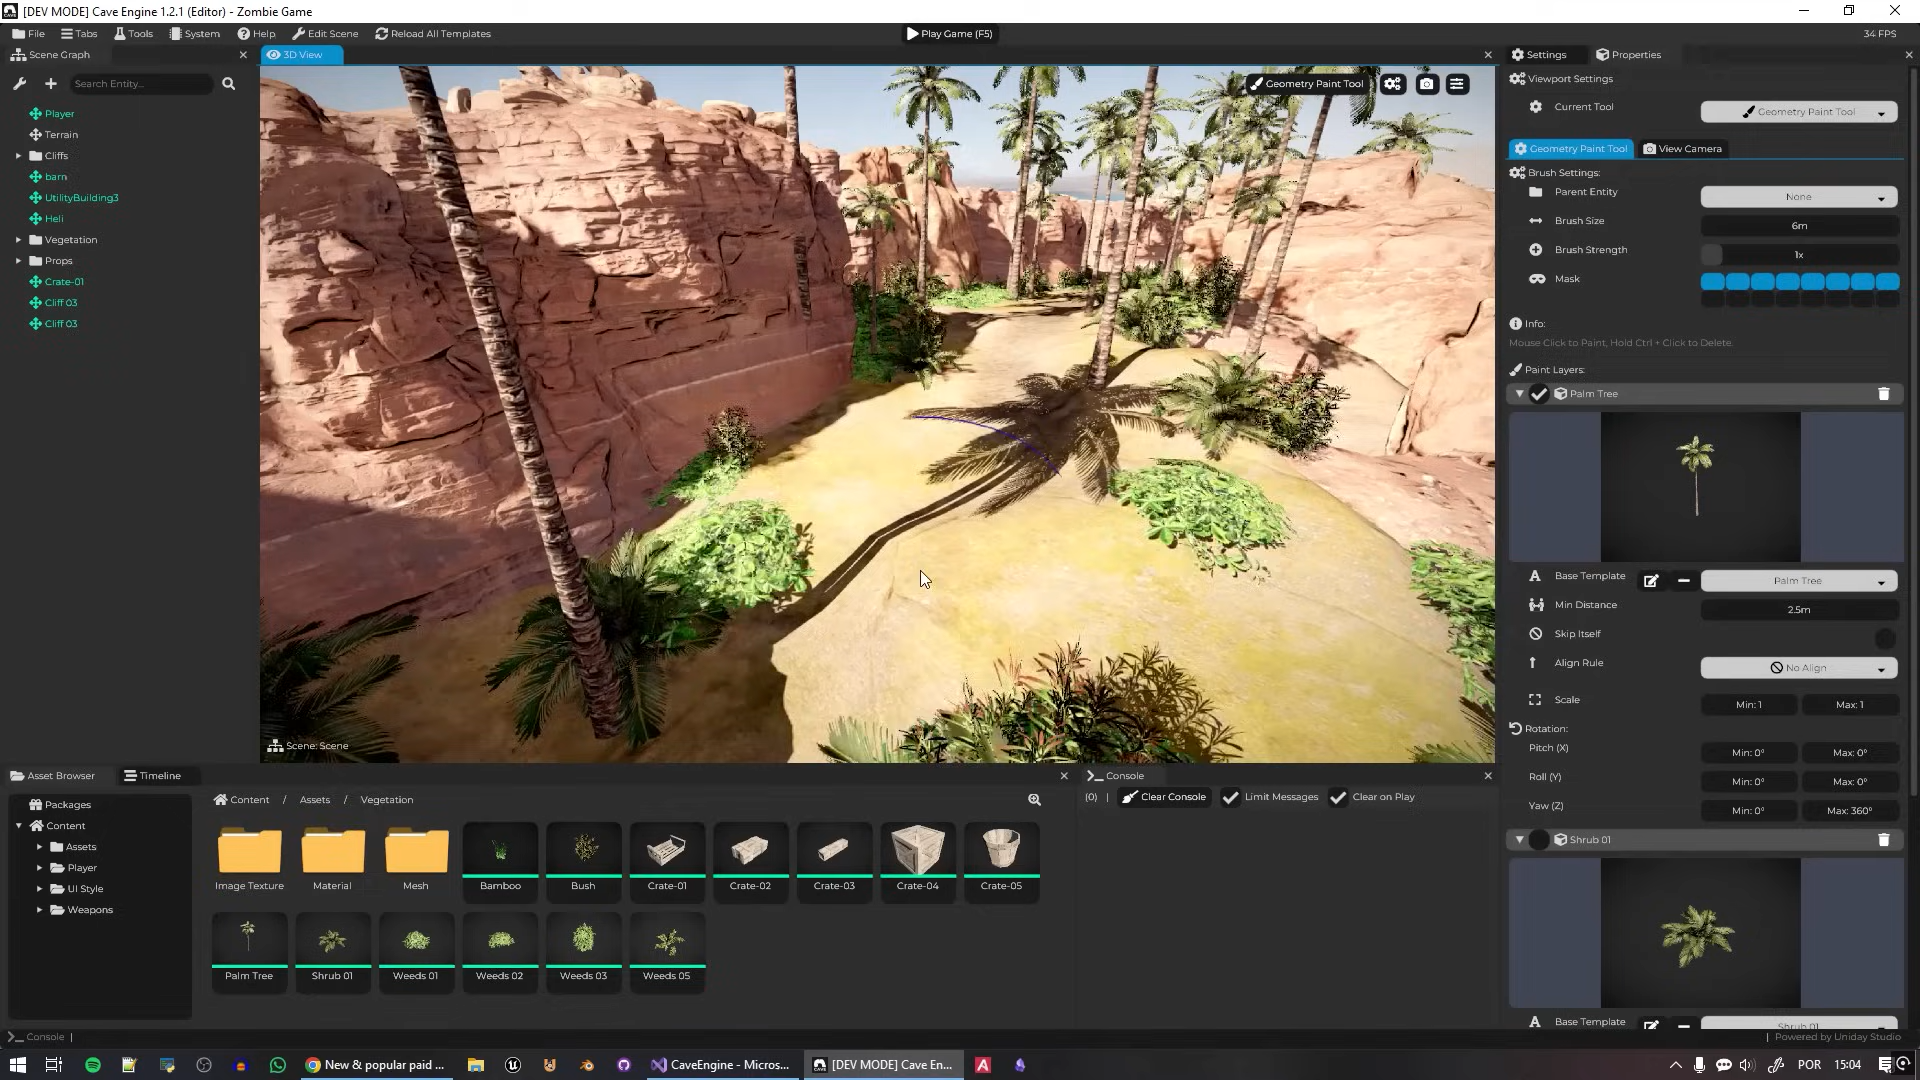 [DEV MODE] Cave Engine 1.2.1 (Editor) - Zombie Game
File Tabs Tools System Help Edit Scene Reload All Templates Play Game (F5) 34 FPS
Scene Graph
Search Entity...
Player
Terrain
Cliffs
barn
UtilityBuilding3
Heli
Vegetation
Props
Crate-01
Cliff 03
Cliff 03
3D View
Geometry Paint Tool
Scene: Scene
Settings Properties
Viewport Settings
Current Tool Geometry Paint Tool
Geometry Paint Tool View Camera
Brush Settings:
Parent Entity None
Brush Size 6m
Brush Strength 1x
Mask
Info:
Mouse Click to Paint, Hold Ctrl + Click to Delete.
Paint Layers:
Palm Tree
Base Template Palm Tree
Min Distance 2.5m
Skip Itself
Align Rule No Align
Scale Min: 1 Max: 1
Rotation:
Pitch (X) Min: 0° Max: 0°
Roll (Y) Min: 0° Max: 0°
Yaw (Z) Min: 0° Max: 360°
Shrub 01
Base Template Shrub 01
Asset Browser Timeline
Packages
Content
Assets
Player
UI Style
Weapons
Content / Assets / Vegetation
Image Texture Material Mesh Bamboo Bush Crate-01 Crate-02 Crate-03 Crate-04 Crate-05
Palm Tree Shrub 01 Weeds 01 Weeds 02 Weeds 03 Weeds 05
Console
(0) | Clear Console Limit Messages Clear on Play
Console | Powered by Uniday Studio
New & popular paid ... CaveEngine - Micros... [DEV MODE] Cave En... POR 15:04